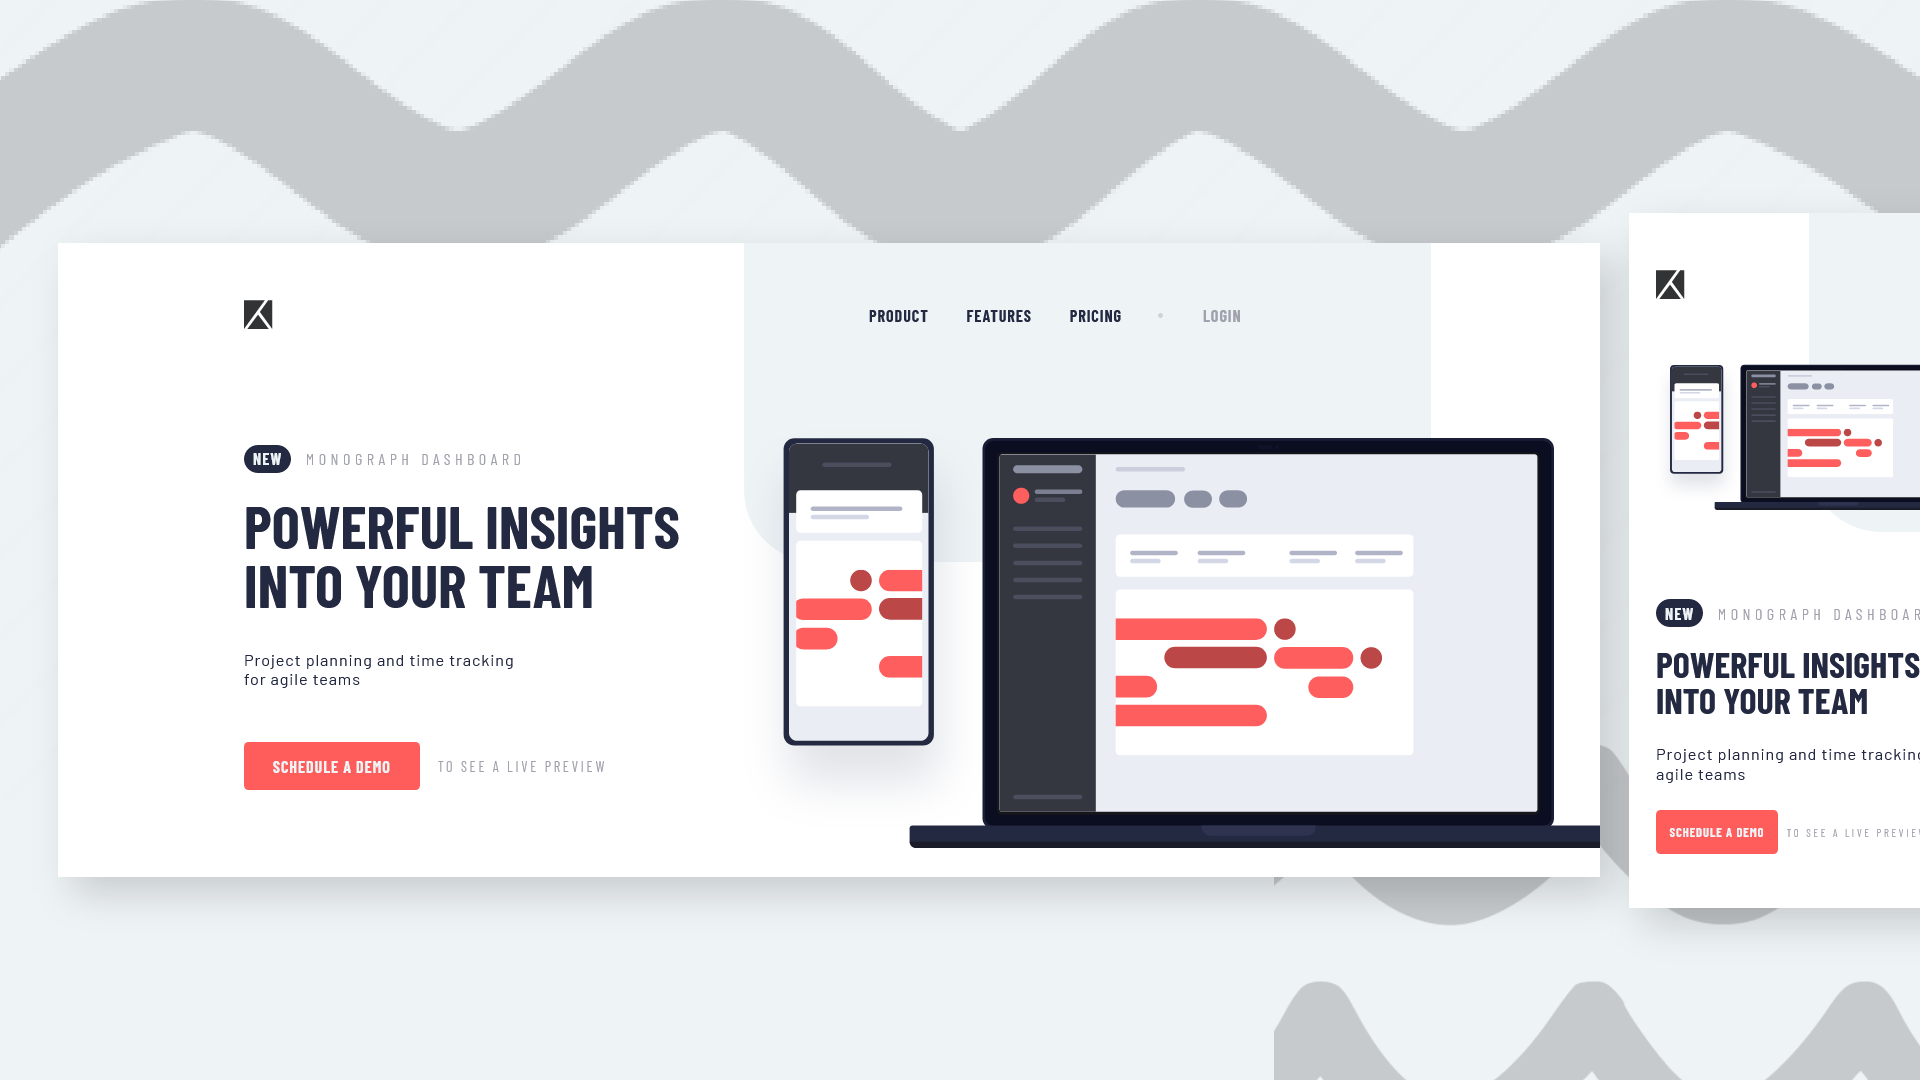 PRODUCT FEATURES PRICING • LOGIN
NEW MONOGRAPH DASHBOARD
POWERFUL INSIGHTS
INTO YOUR TEAM
Project planning and time tracking
for agile teams
SCHEDULE A DEMO TO SEE A LIVE PREVIEW
NEW MONOGRAPH DASHBOAR
POWERFUL INSIGHTS
INTO YOUR TEAM
Project planning and time tracking
agile teams
SCHEDULE A DEMO TO SEE A LIVE PREVIEW